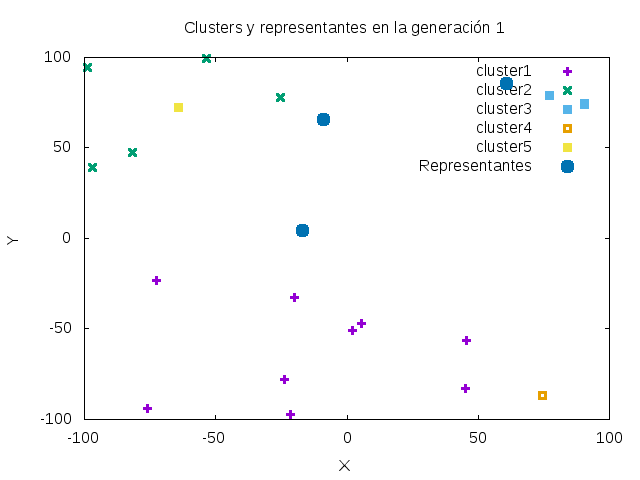 Clusters y representantes en la generación 1
cluster1
cluster2
cluster3
cluster4
cluster5
Representantes
100
50
0
-50
-100
Y
-100
-50
0
50
100
X